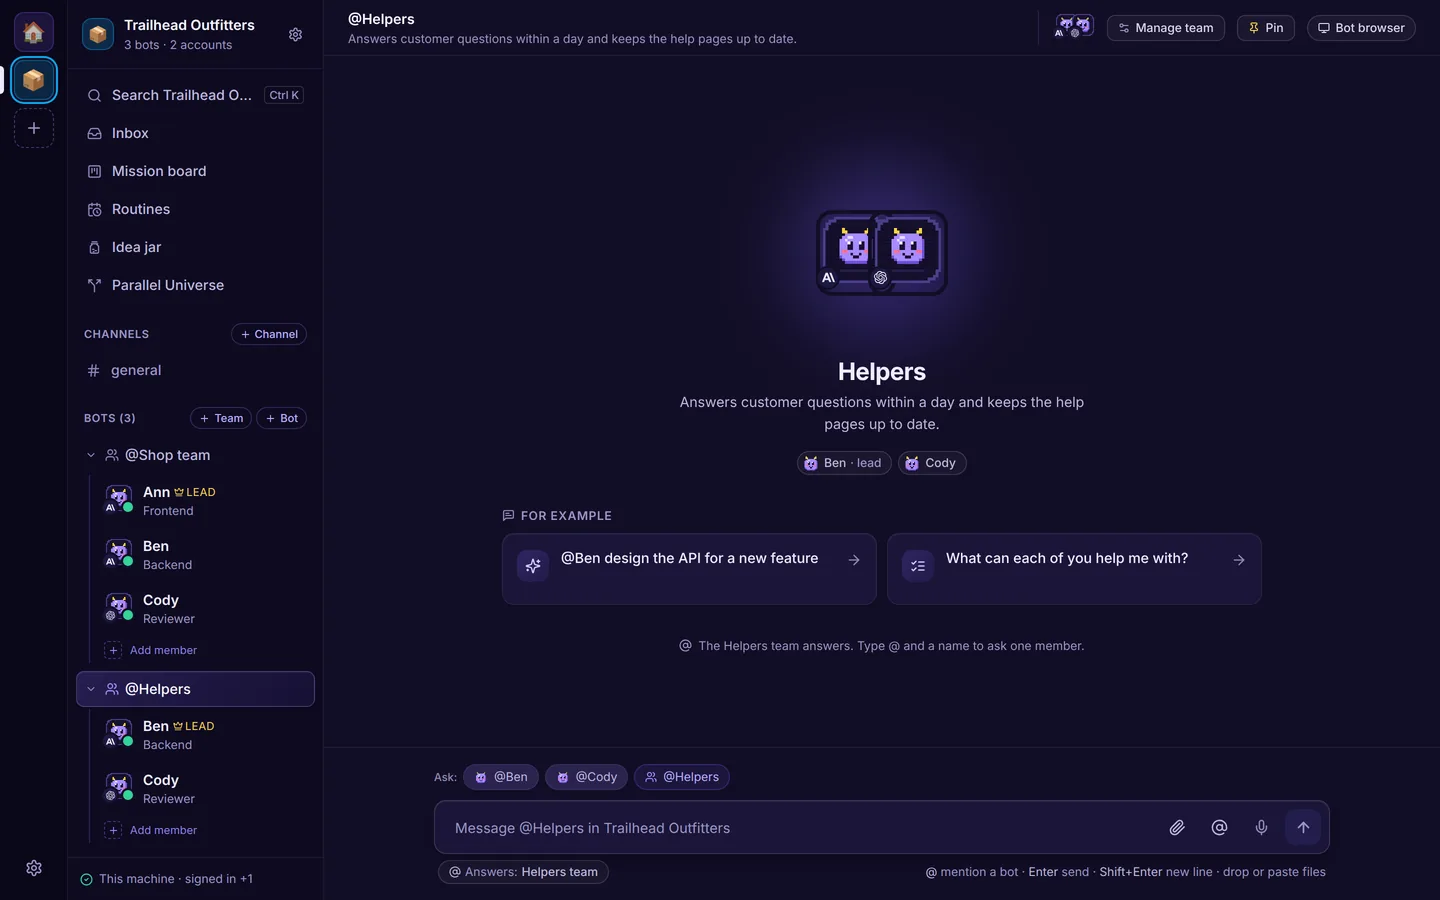 Trailhead Outfitters
3 bots · 2 accounts
Search Trailhead O... Ctrl K
Inbox
Mission board
Routines
Idea jar
Parallel Universe
CHANNELS
+ Channel
# general
BOTS (3)
+ Team
+ Bot
@Shop team
Ann LEAD
Frontend
Ben
Backend
Cody
Reviewer
+ Add member
@Helpers
Ben LEAD
Backend
Cody
Reviewer
+ Add member
This machine · signed in +1
@Helpers
Answers customer questions within a day and keeps the help pages up to date.
Manage team
Pin
Bot browser
Helpers
Answers customer questions within a day and keeps the help
pages up to date.
Ben · lead
Cody
FOR EXAMPLE
@Ben design the API for a new feature
What can each of you help me with?
@ The Helpers team answers. Type @ and a name to ask one member.
Ask: @Ben @Cody @Helpers
Message @Helpers in Trailhead Outfitters
@ Answers: Helpers team
@ mention a bot · Enter send · Shift+Enter new line · drop or paste files